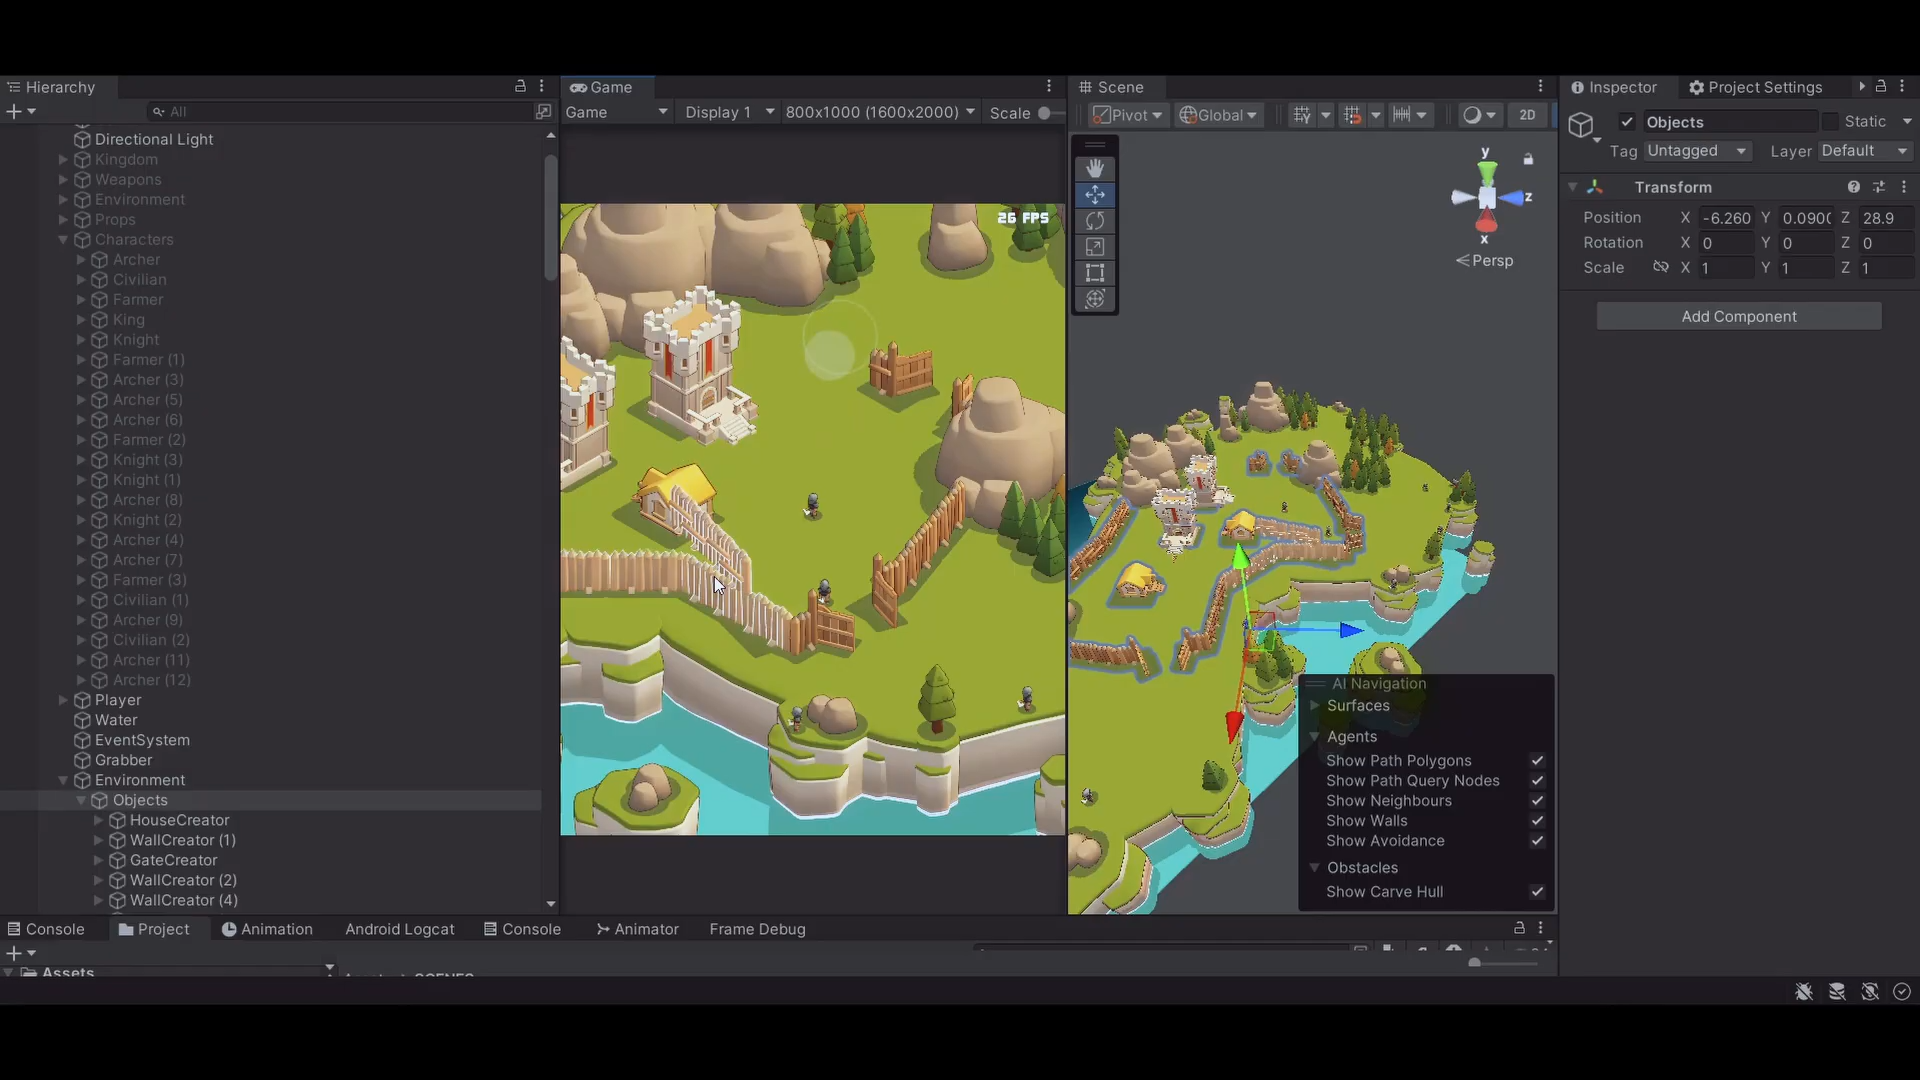 Hierarchy
All
Directional Light
Kingdom
Weapons
Environment
Props
Characters
Archer
Civilian
Farmer
King
Knight
Farmer (1)
Archer (3)
Archer (5)
Archer (6)
Farmer (2)
Knight (3)
Knight (1)
Archer (8)
Knight (2)
Archer (4)
Archer (7)
Farmer (3)
Civilian (1)
Archer (9)
Civilian (2)
Archer (11)
Archer (12)
Player
Water
EventSystem
Grabber
Environment
Objects
HouseCreator
WallCreator (1)
GateCreator
WallCreator (2)
WallCreator (4)
Game
Game Display 1 800x1000 (1600x2000) Scale
26 FPS
Scene
Pivot Global 2D
y
z
x
Persp
AI Navigation
Surfaces
Agents
Show Path Polygons
Show Path Query Nodes
Show Neighbours
Show Walls
Show Avoidance
Obstacles
Show Carve Hull
Inspector Project Settings
Objects Static
Tag Untagged Layer Default
Transform
Position X -6.260 Y 0.090( Z 28.9
Rotation X 0 Y 0 Z 0
Scale X 1 Y 1 Z 1
Add Component
Console Project Animation Android Logcat Console Animator Frame Debug
Assets